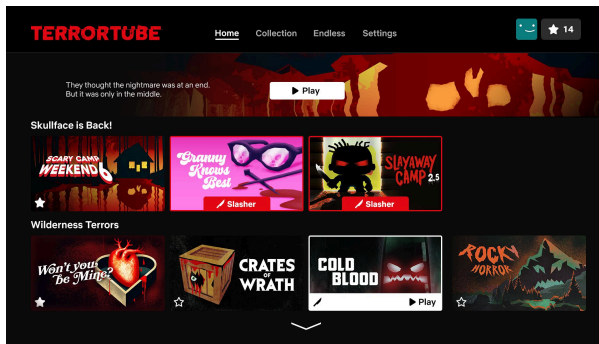 TERRORTUBE
Home Collection Endless Settings
14
They thought the nightmare was at an end.
But it was only in the middle.
Play
Skullface is Back!
SCARY CAMP
WEEKEND 6
Granny
Knows
Best
Slasher
SLAYAWAY
CAMP 2.5
Slasher
Wilderness Terrors
Won't you
be Mine?
CRATES
OF
WRATH
COLD
BLOOD
Play
ROCKY
HORROR